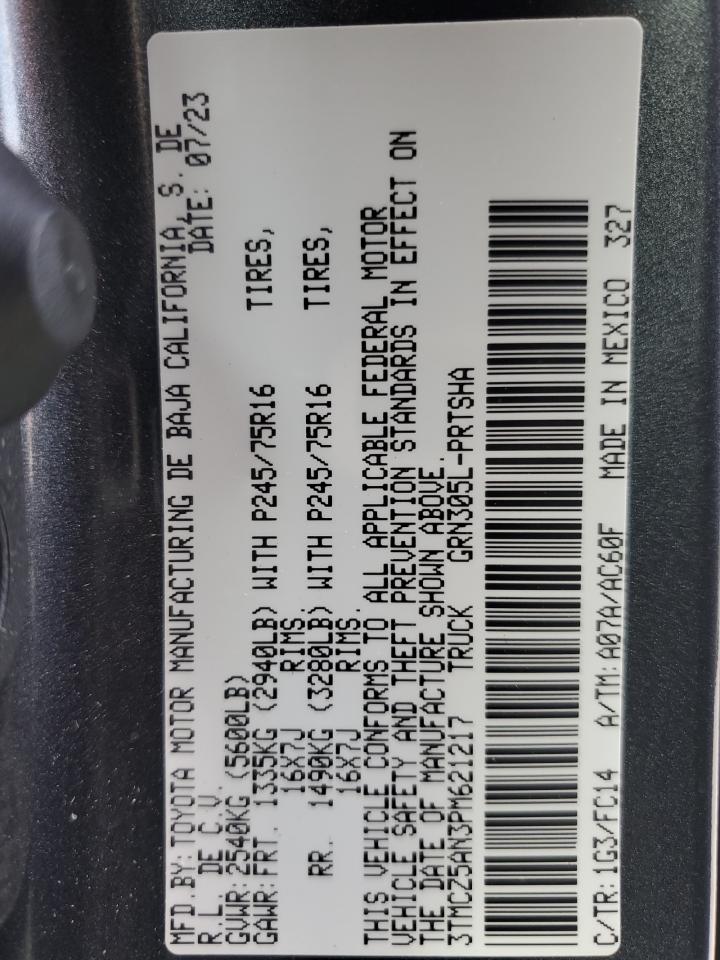 MFD.BY: TOYOTA MOTOR MANUFACTURING DE BAJA CALIFORNIA, S. DE
R.L. DE C.V. DATE: 07/23
GVWR: 2540KG (5600LB)
GAWR: FRT. 1335KG (2940LB) WITH P245/75R16 TIRES,
16X7J RIMS.
RR. 1490KG (3280LB) WITH P245/75R16 TIRES,
16X7J RIMS.
THIS VEHICLE CONFORMS TO ALL APPLICABLE FEDERAL MOTOR
VEHICLE SAFETY AND THEFT PREVENTION STANDARDS IN EFFECT ON
THE DATE OF MANUFACTURE SHOWN ABOVE.
3TMCZ5AN3PM621217 TRUCK GRN305L-PRTSHA
C/TR: 1G3/FC14 A/TM: A07A/AC60F MADE IN MEXICO 327